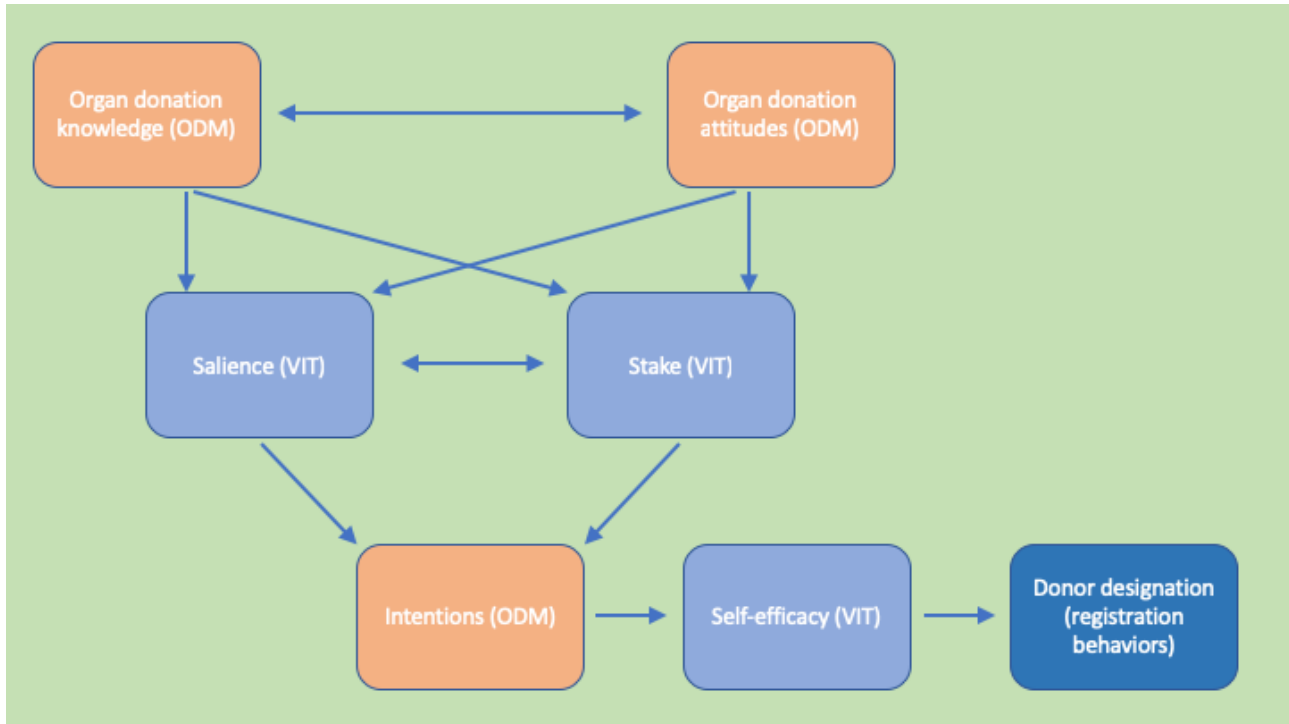 Organ donation
knowledge (ODM)
Organ donation
attitudes (ODM)
Salience (VIT)
Stake (VIT)
Intentions (ODM)
Self-efficacy (VIT)
Donor designation
(registration
behaviors)